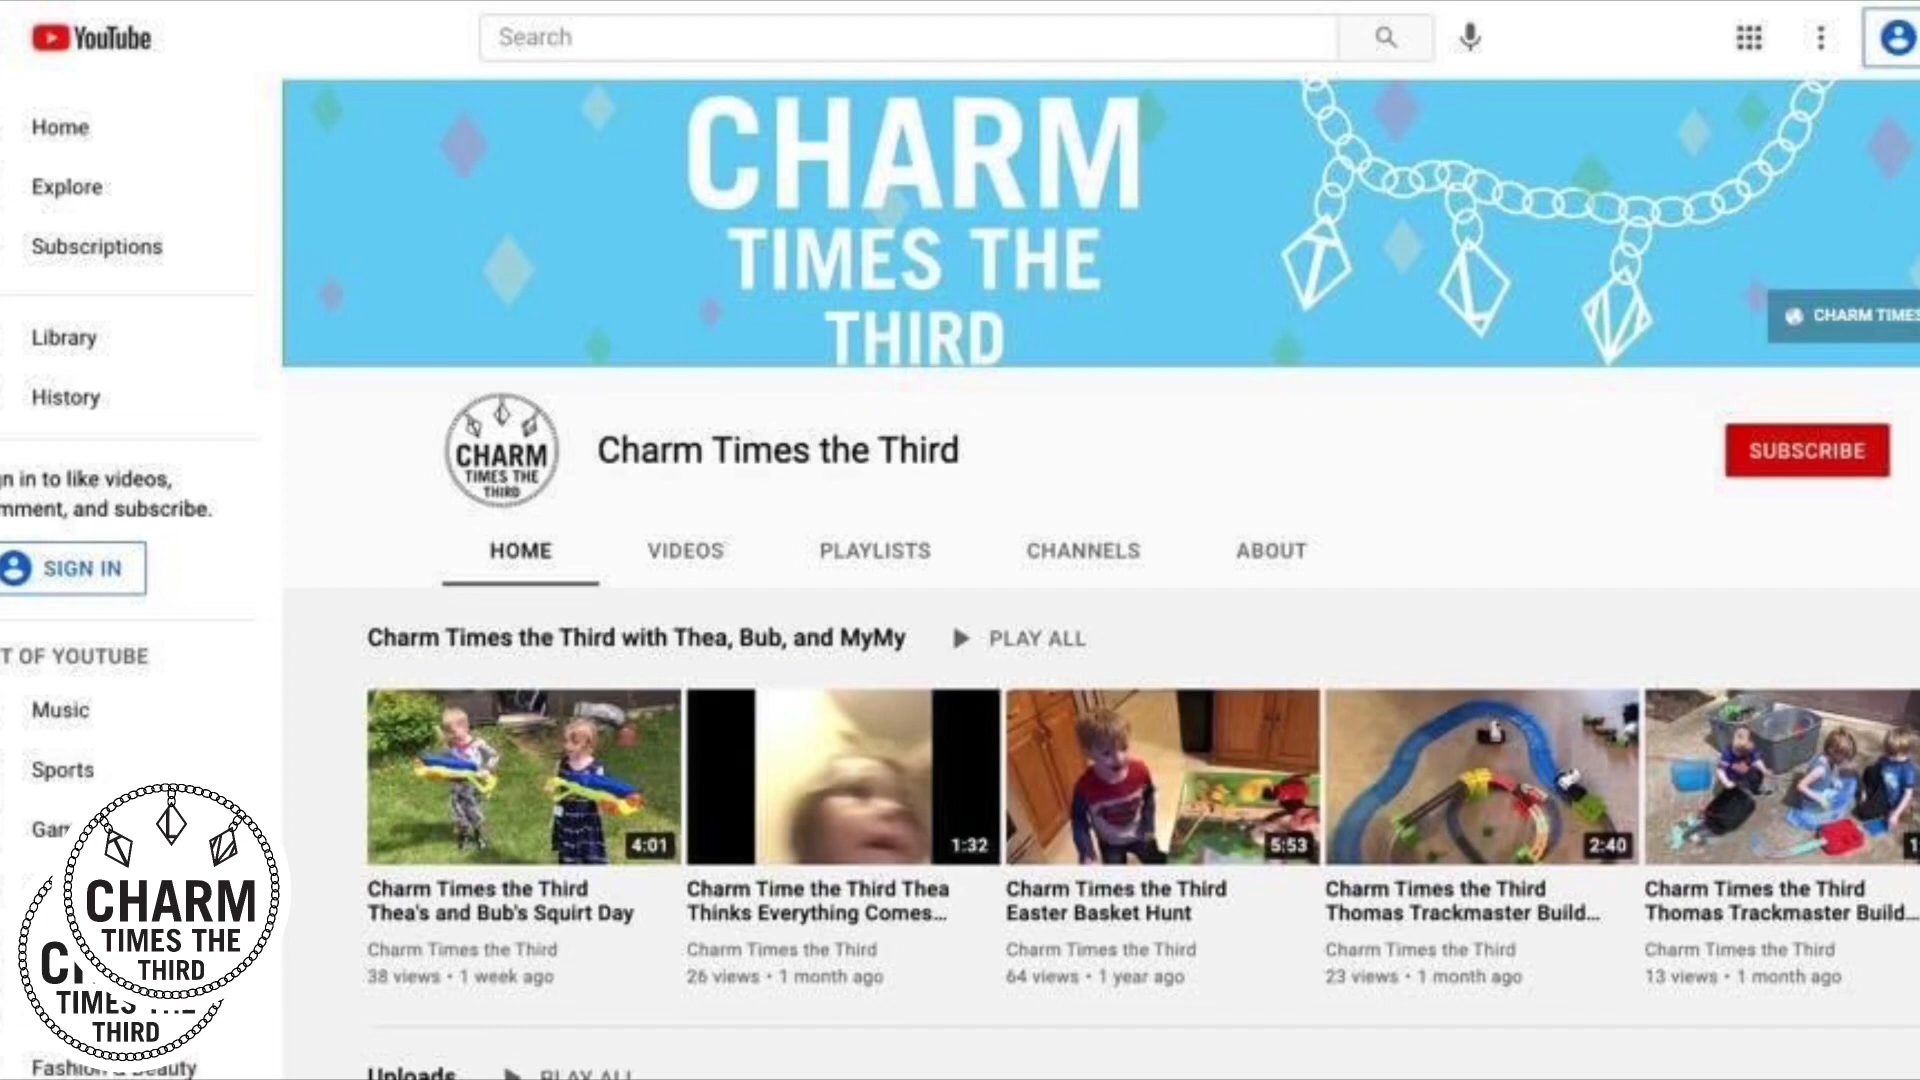 YouTube
Search
Home
Explore
Subscriptions
Library
History
n in to like videos,
mment, and subscribe.
SIGN IN
T OF YOUTUBE
Music
Sports
CHARM
TIMES THE
THIRD
CHARM
TIMES THE
THIRD
TIMES
THIRD
CHARM TIMES
CHARM
TIMES THE
THIRD
Charm Times the Third
SUBSCRIBE
HOME
VIDEOS
PLAYLISTS
CHANNELS
ABOUT
Charm Times the Third with Thea, Bub, and MyMy
PLAY ALL
4:01
Charm Times the Third
Thea's and Bub's Squirt Day
Charm Times the Third
38 views • 1 week ago
1:32
Charm Time the Third Thea
Thinks Everything Comes...
Charm Times the Third
26 views • 1 month ago
5:53
Charm Times the Third
Easter Basket Hunt
Charm Times the Third
64 views • 1 year ago
2:40
Charm Times the Third
Thomas Trackmaster Build...
Charm Times the Third
23 views • 1 month ago
Charm Times the Third
Thomas Trackmaster Build...
Charm Times the Third
13 views • 1 month ago
Uploads
PLAY ALL